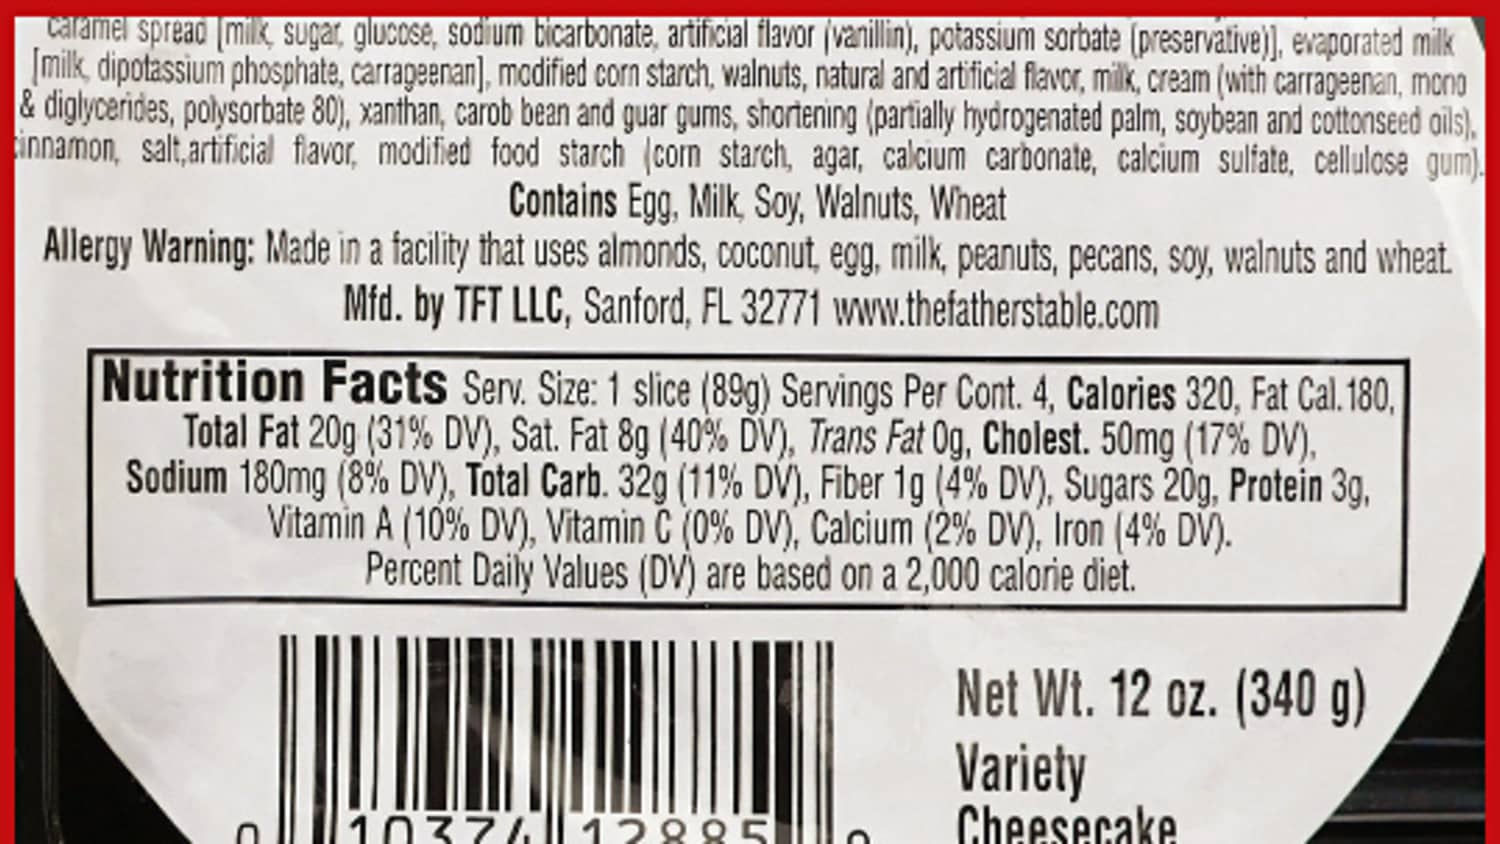 caramel spread [milk, sugar, glucose, sodium bicarbonate, artificial flavor (vanillin), potassium sorbate (preservative)], evaporated milk
[milk, dipotassium phosphate, carrageenan], modified corn starch, walnuts, natural and artificial flavor, milk, cream (with carrageenan, mono
& diglycerides, polysorbate 80), xanthan, carob bean and guar gums, shortening (partially hydrogenated palm, soybean and cottonseed oils),
cinnamon, salt,artificial flavor, modified food starch (corn starch, agar, calcium carbonate, calcium sulfate, cellulose gum).
Contains Egg, Milk, Soy, Walnuts, Wheat
Allergy Warning: Made in a facility that uses almonds, coconut, egg, milk, peanuts, pecans, soy, walnuts and wheat.
Mfd. by TFT LLC, Sanford, FL 32771 www.thefatherstable.com
Nutrition Facts Serv. Size: 1 slice (89g) Servings Per Cont. 4, Calories 320, Fat Cal. 180,
Total Fat 20g (31% DV), Sat. Fat 8g (40% DV), Trans Fat 0g, Cholest. 50mg (17% DV),
Sodium 180mg (8% DV), Total Carb. 32g (11% DV), Fiber 1g (4% DV), Sugars 20g, Protein 3g,
Vitamin A (10% DV), Vitamin C (0% DV), Calcium (2% DV), Iron (4% DV).
Percent Daily Values (DV) are based on a 2,000 calorie diet.
Net Wt. 12 oz. (340 g)
Variety
Cheesecake
0 10374 12885 0